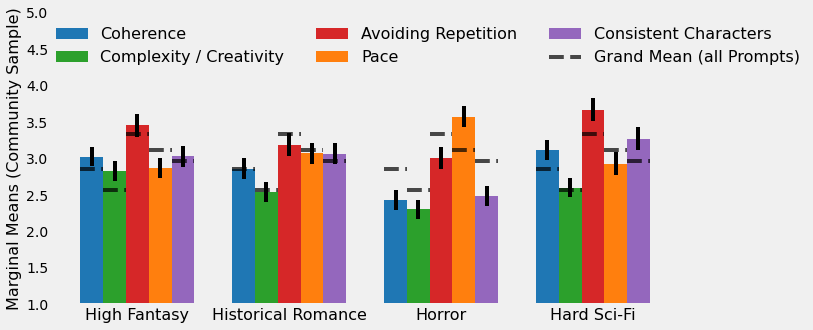 Marginal Means (Community Sample)
5.0
4.5
4.0
3.5
3.0
2.5
2.0
1.5
1.0
Coherence
Complexity / Creativity
Avoiding Repetition
Pace
Consistent Characters
Grand Mean (all Prompts)
High Fantasy
Historical Romance
Horror
Hard Sci-Fi